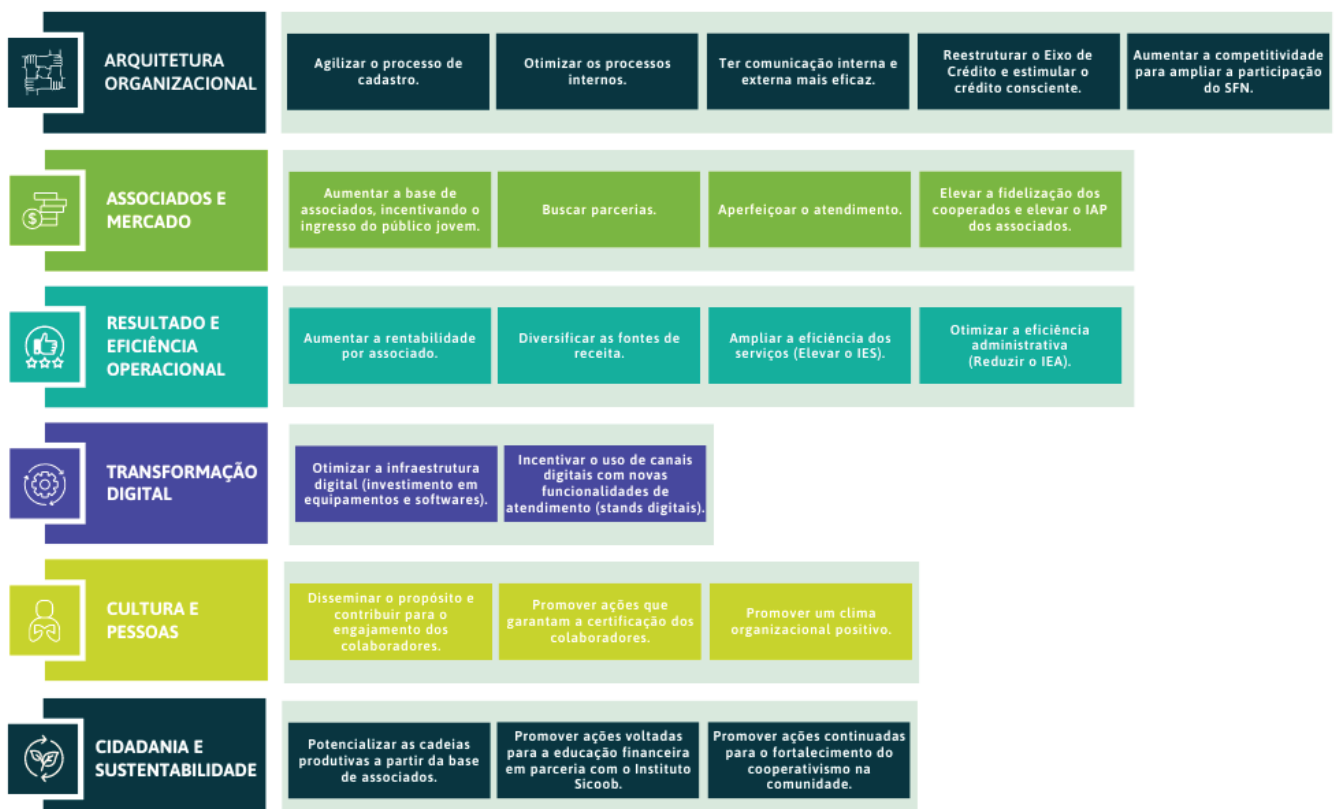 ARQUITETURA
ORGANIZACIONAL
Agilizar o processo de
cadastro.
Otimizar os processos
internos.
Ter comunicação interna e
externa mais eficaz.
Reestruturar o Eixo de
Crédito e estimular o
crédito consciente.
Aumentar a competitividade
para ampliar a participação
do SFN.
ASSOCIADOS E
MERCADO
Aumentar a base de
associados, incentivando o
ingresso do público jovem.
Buscar parcerias.
Aperfeiçoar o atendimento.
Elevar a fidelização dos
cooperados e elevar o IAP
dos associados.
RESULTADO E
EFICIÊNCIA
OPERACIONAL
Aumentar a rentabilidade
por associado.
Diversificar as fontes de
receita.
Ampliar a eficiência dos
serviços (Elevar o IES).
Otimizar a eficiência
administrativa
(Reduzir o IEA).
TRANSFORMAÇÃO
DIGITAL
Otimizar a infraestrutura
digital (investimento em
equipamentos e softwares).
Incentivar o uso de canais
digitais com novas
funcionalidades de
atendimento (stands digitais).
CULTURA E
PESSOAS
Disseminar o propósito e
contribuir para o
engajamento dos
colaboradores.
Promover ações que
garantam a certificação dos
colaboradores.
Promover um clima
organizacional positivo.
CIDADANIA E
SUSTENTABILIDADE
Potencializar as cadeias
produtivas a partir da base
de associados.
Promover ações voltadas
para a educação financeira
em parceria com o Instituto
Sicoob.
Promover ações continuadas
para o fortalecimento do
cooperativismo na
comunidade.